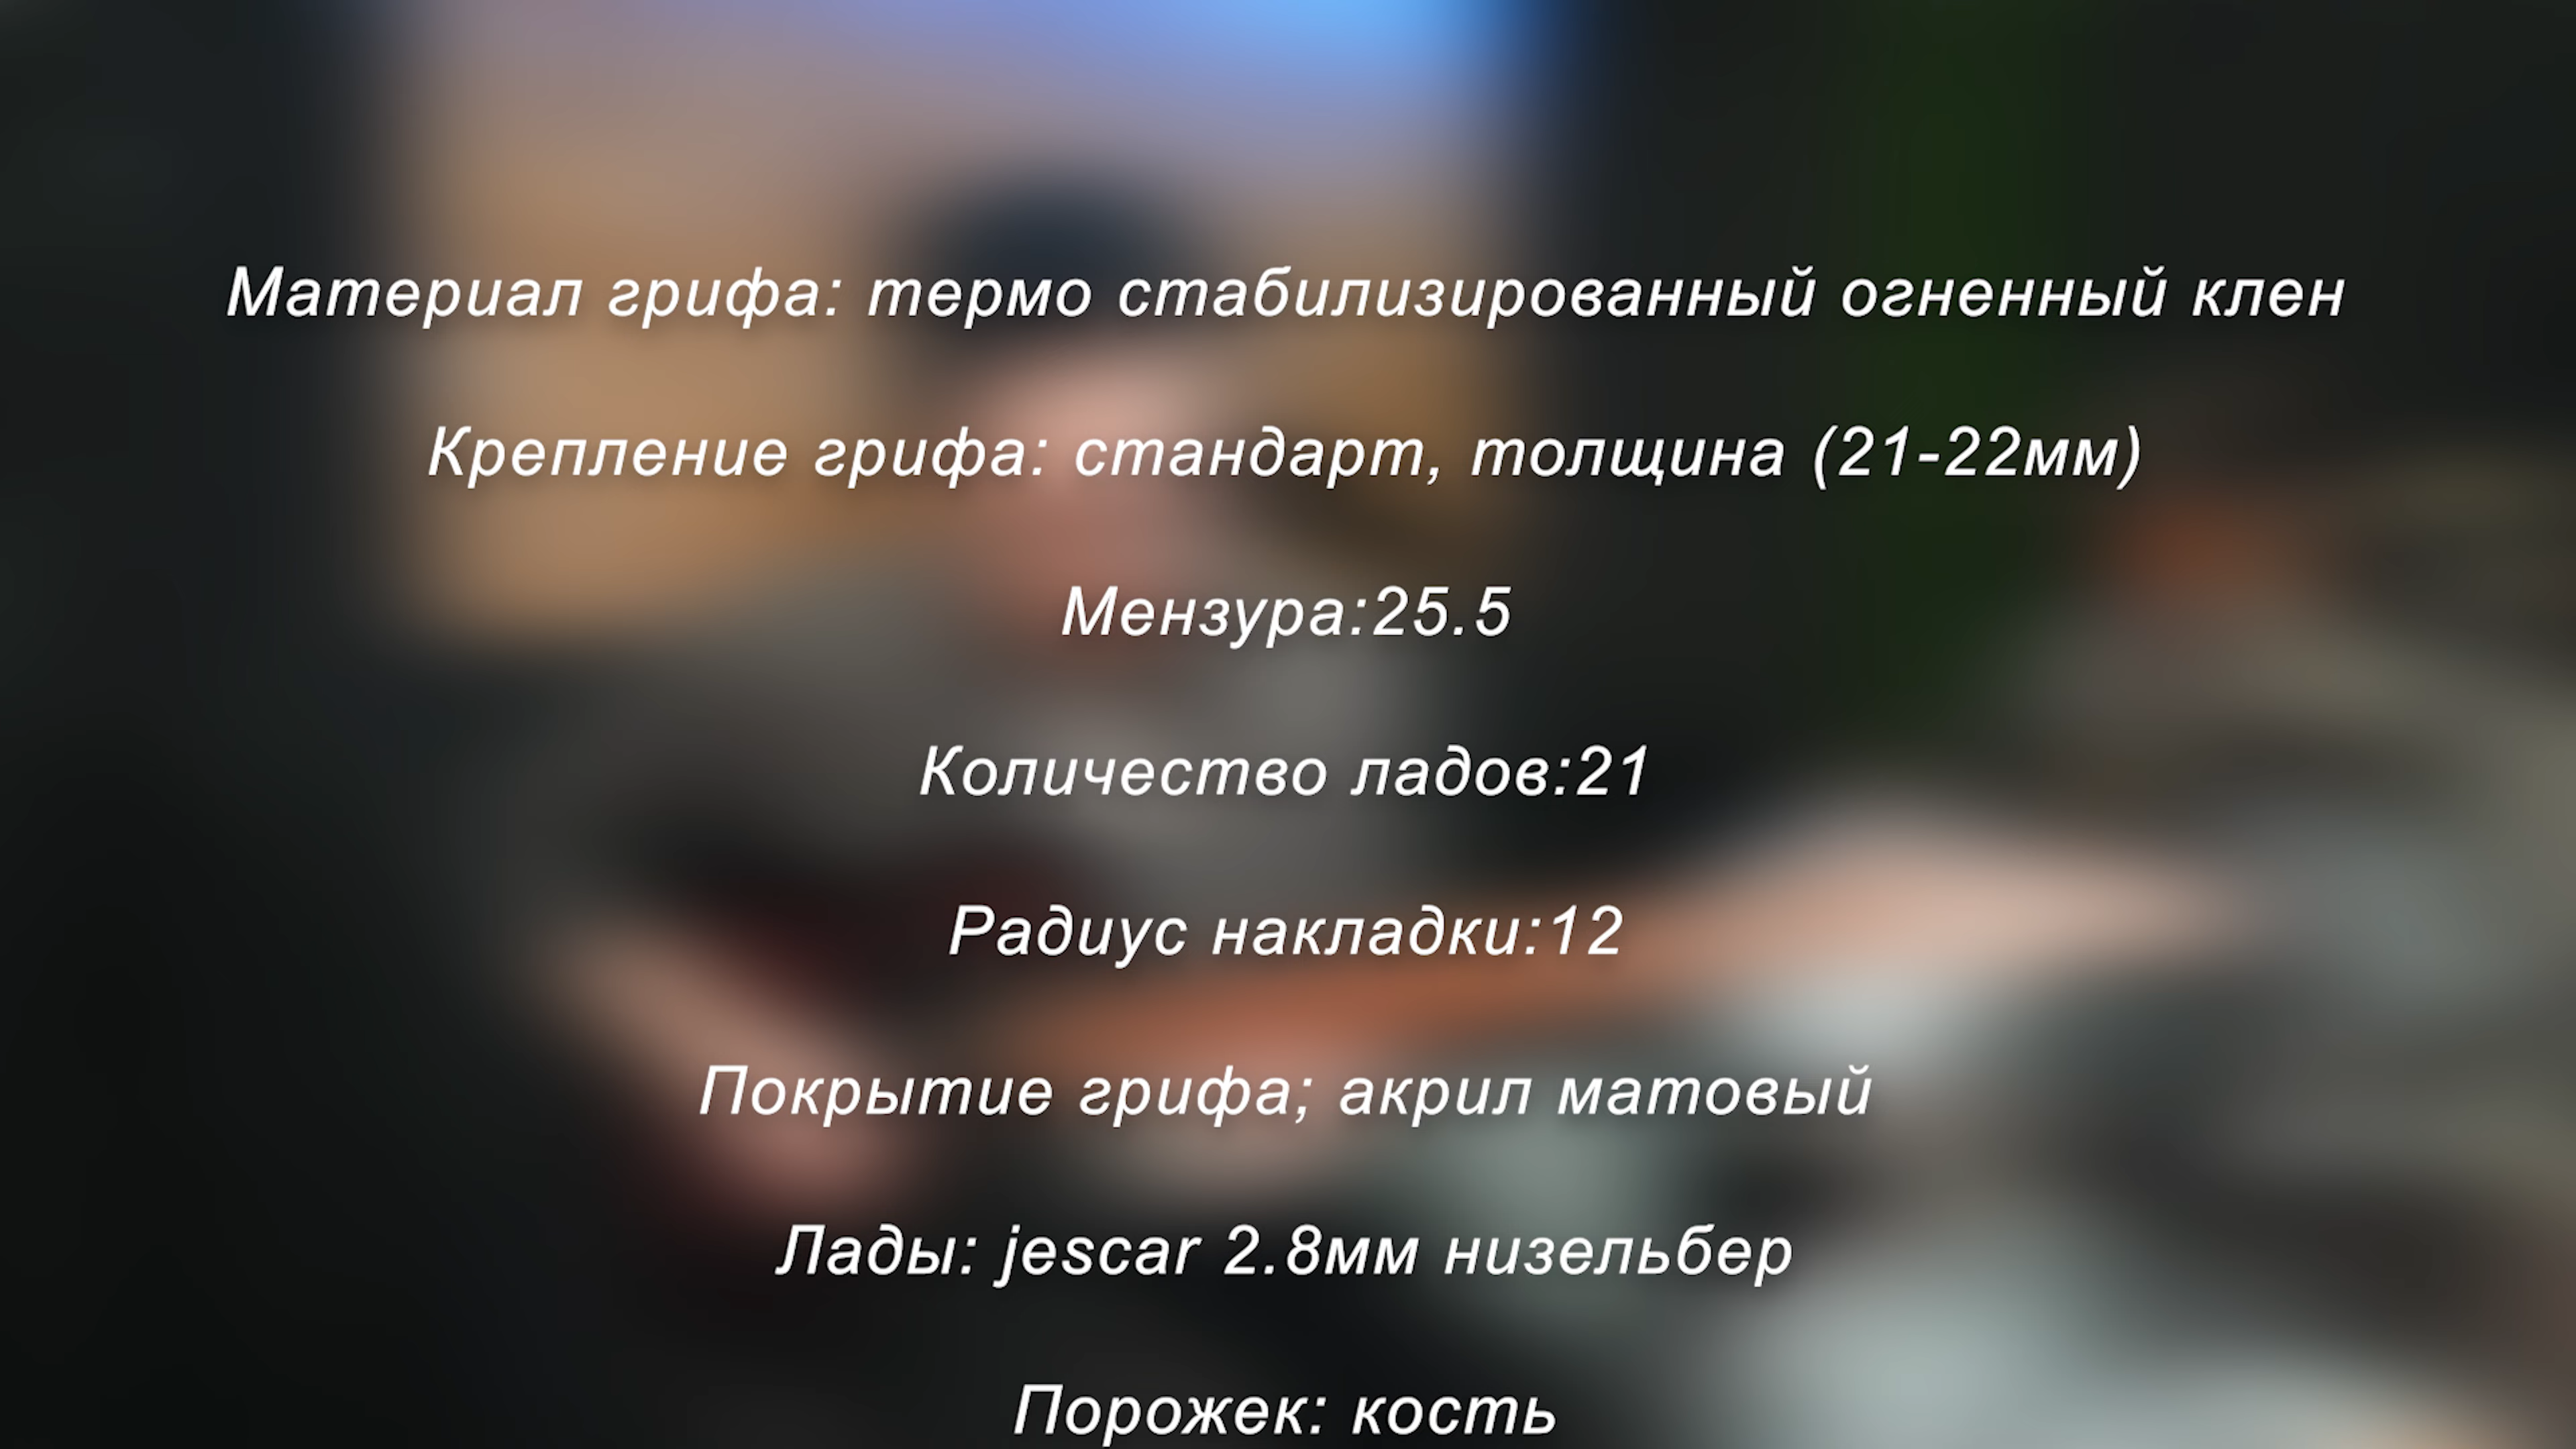 Материал грифа: термо стабилизированный огненный клен
Крепление грифа: стандарт, толщина (21-22мм)
Мензура:25.5
Количество ладов:21
Радиус накладки:12
Покрытие грифа; акрил матовый
Лады: jescar 2.8мм низельбер
Порожек: кость